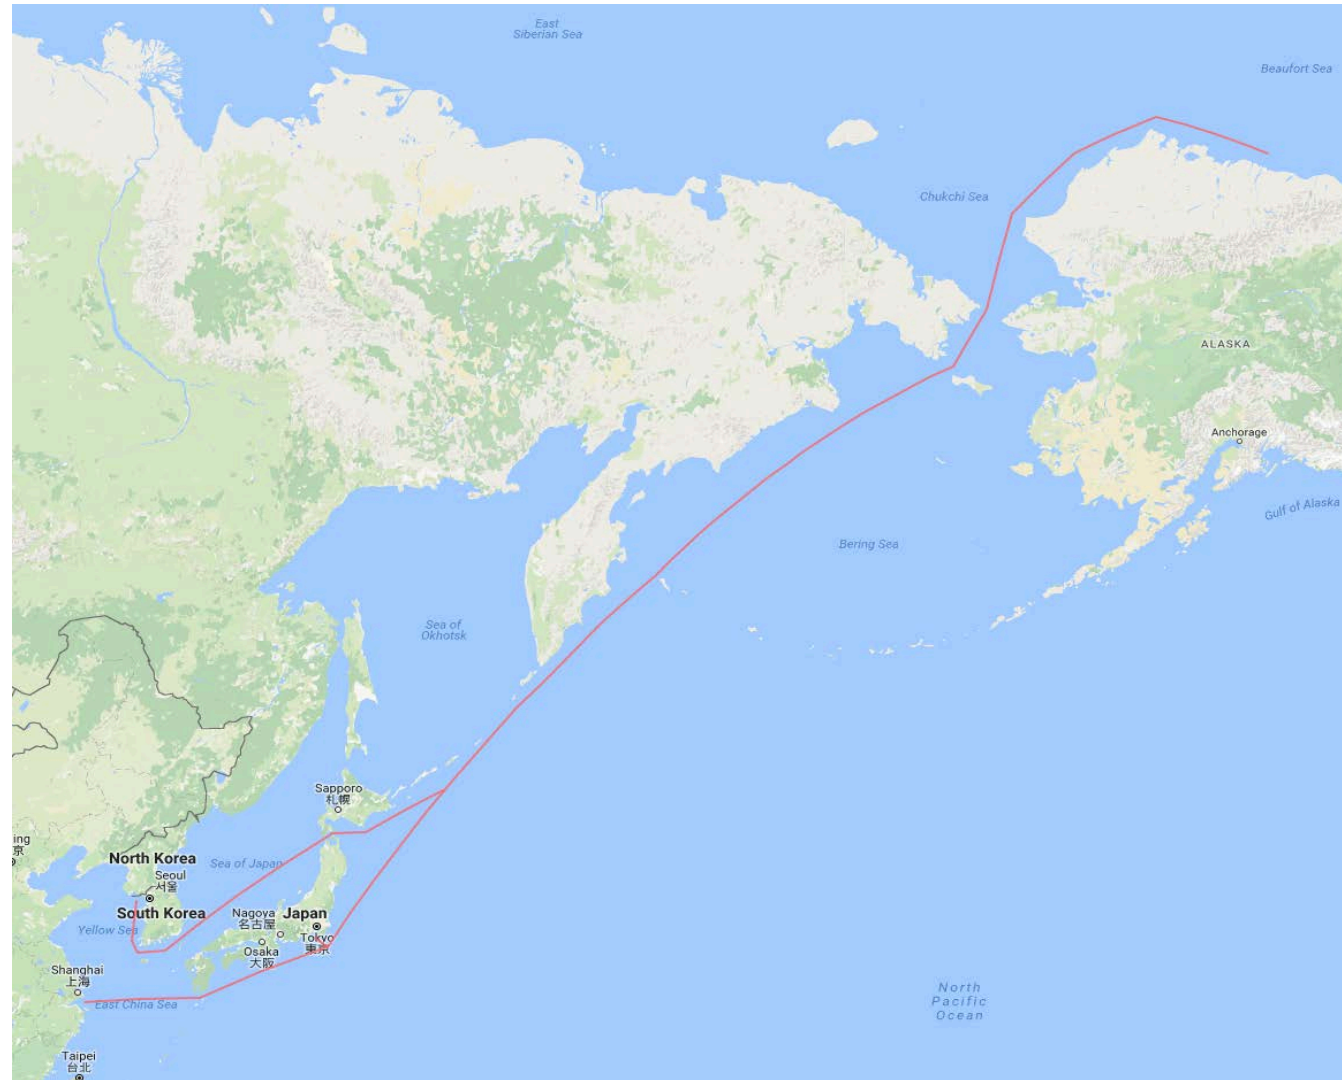 East
Siberian Sea
Beaufort Sea
Chukchi Sea
ALASKA
Anchorage
Gulf of Alaska
Bering Sea
Sea of
Okhotsk
Sapporo
札幌
ing
京
North Korea
Sea of Japan
Seoul
서울
South Korea
Nagoya
名古屋
Japan
Yellow Sea
Tokyo
東京
Osaka
大阪
Shanghai
上海
East China Sea
North
Pacific
Ocean
Taipei
台北